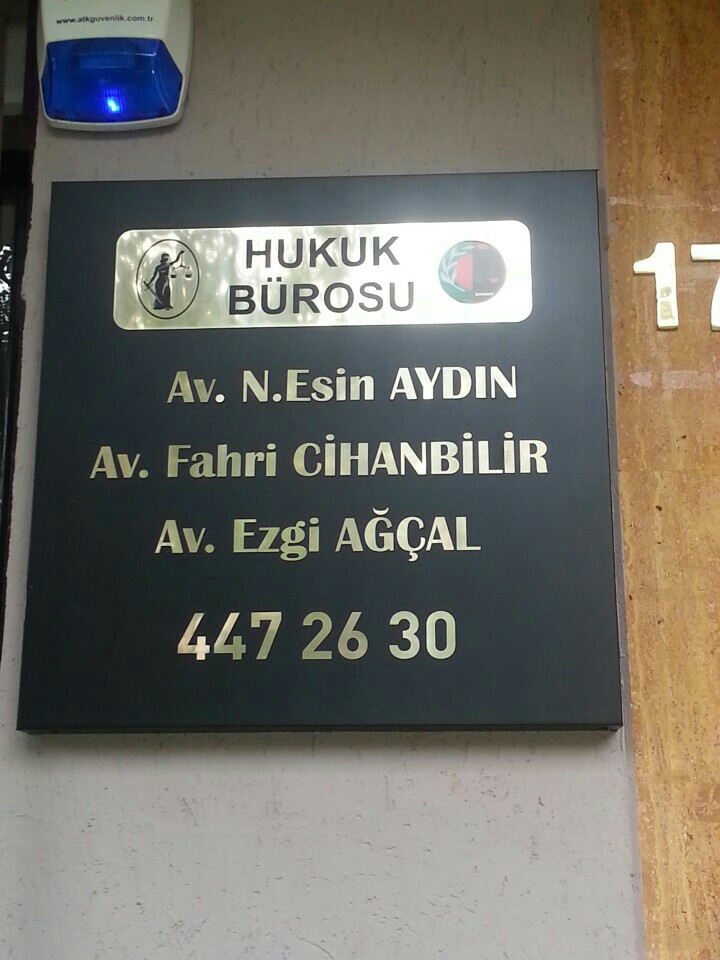 www.atkguvenlik.com.tr
HUKUK
BÜROSU
17
Av. N.Esin AYDIN
Av. Fahri CİHANBİLİR
Av. Ezgi AĞÇAL
447 26 30